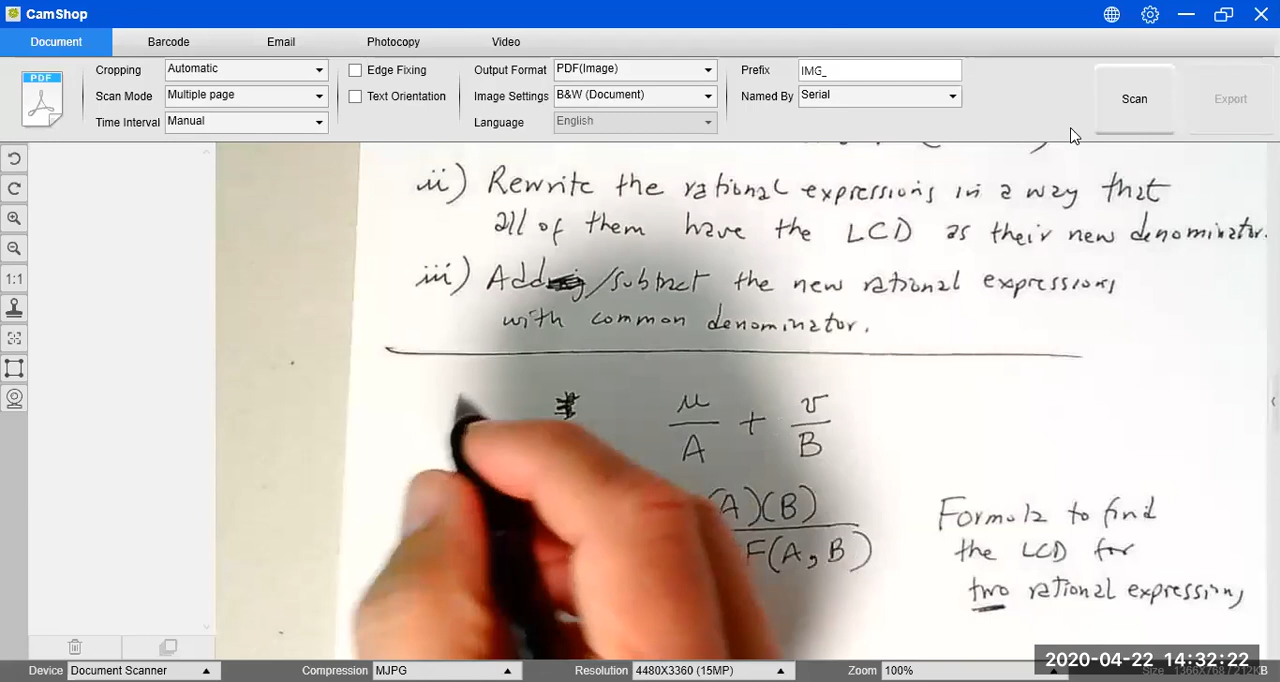 CamShop
Document Barcode Email Photocopy Video
PDF
Cropping Automatic
Scan Mode Multiple page
Time Interval Manual
Edge Fixing
Text Orientation
Output Format PDF(Image)
Image Settings B&W (Document)
Language English
Prefix IMG_
Named By Serial
Scan
Export
1:1
ii) Rewrite the rational expressions in a way that
all of them have the LCD as their new denominator.
iii) Add/subtract the new rational expressions
with common denominator.
u/A + v/B
(A)(B)
F(A, B)
Formula to find
the LCD for
two rational expressions
Device Document Scanner Compression MJPG Resolution 4480X3360 (15MP) Zoom 100%
2020-04-22 14:32:22